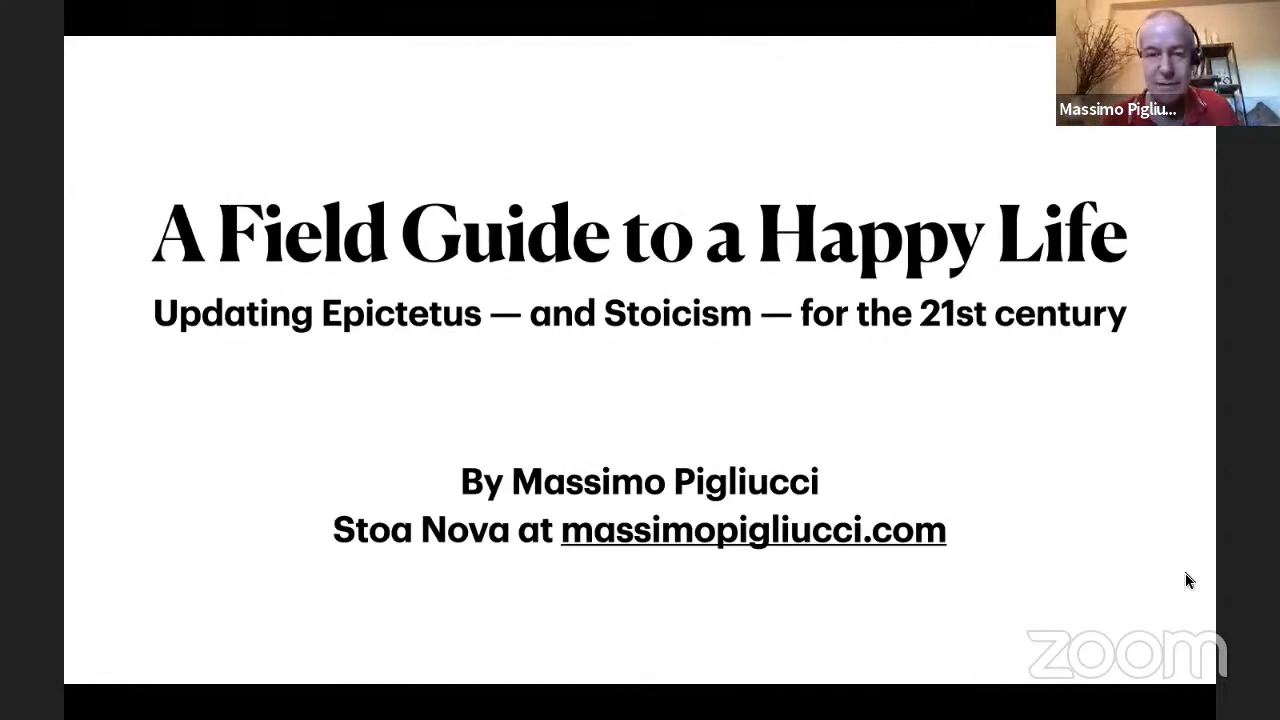 Massimo Pigliu...
A Field Guide to a Happy Life
Updating Epictetus — and Stoicism — for the 21st century
By Massimo Pigliucci
Stoa Nova at massimopigliucci.com
zoom